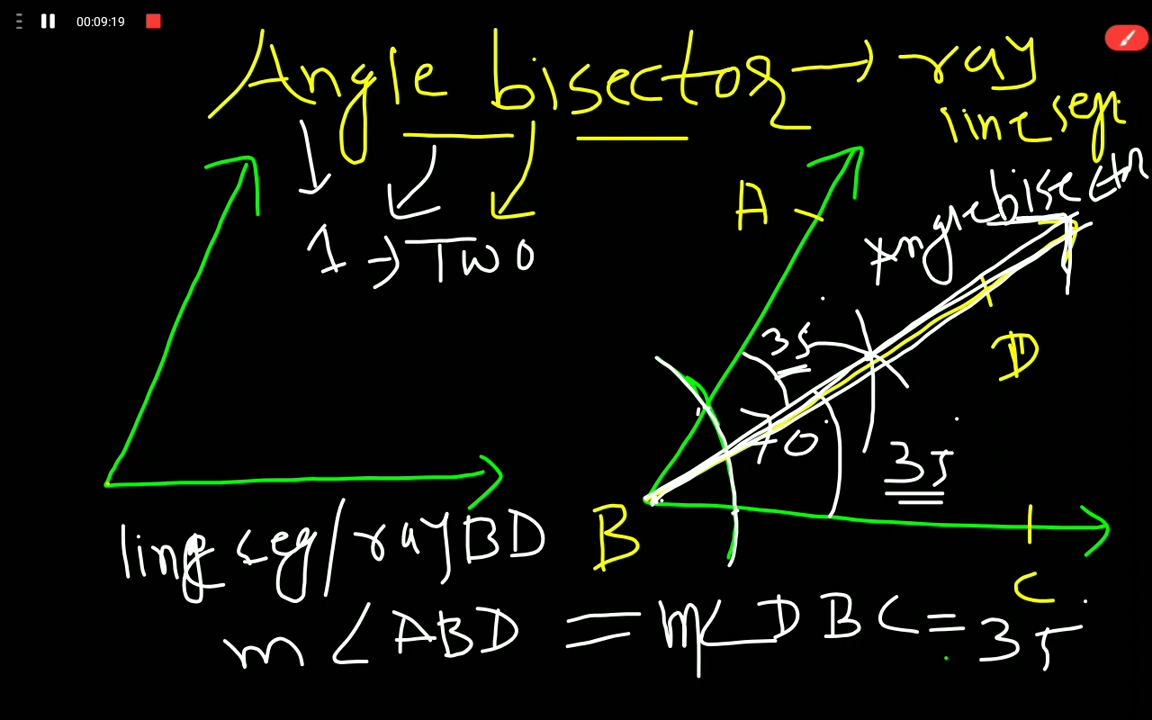 00:09:19
Angle bisector → ray
line seg
A
Angle bisector
1 → TWO
35
D
70°
35
B
C
line seg/ray BD
m∠ABD = m∠DBC = 35